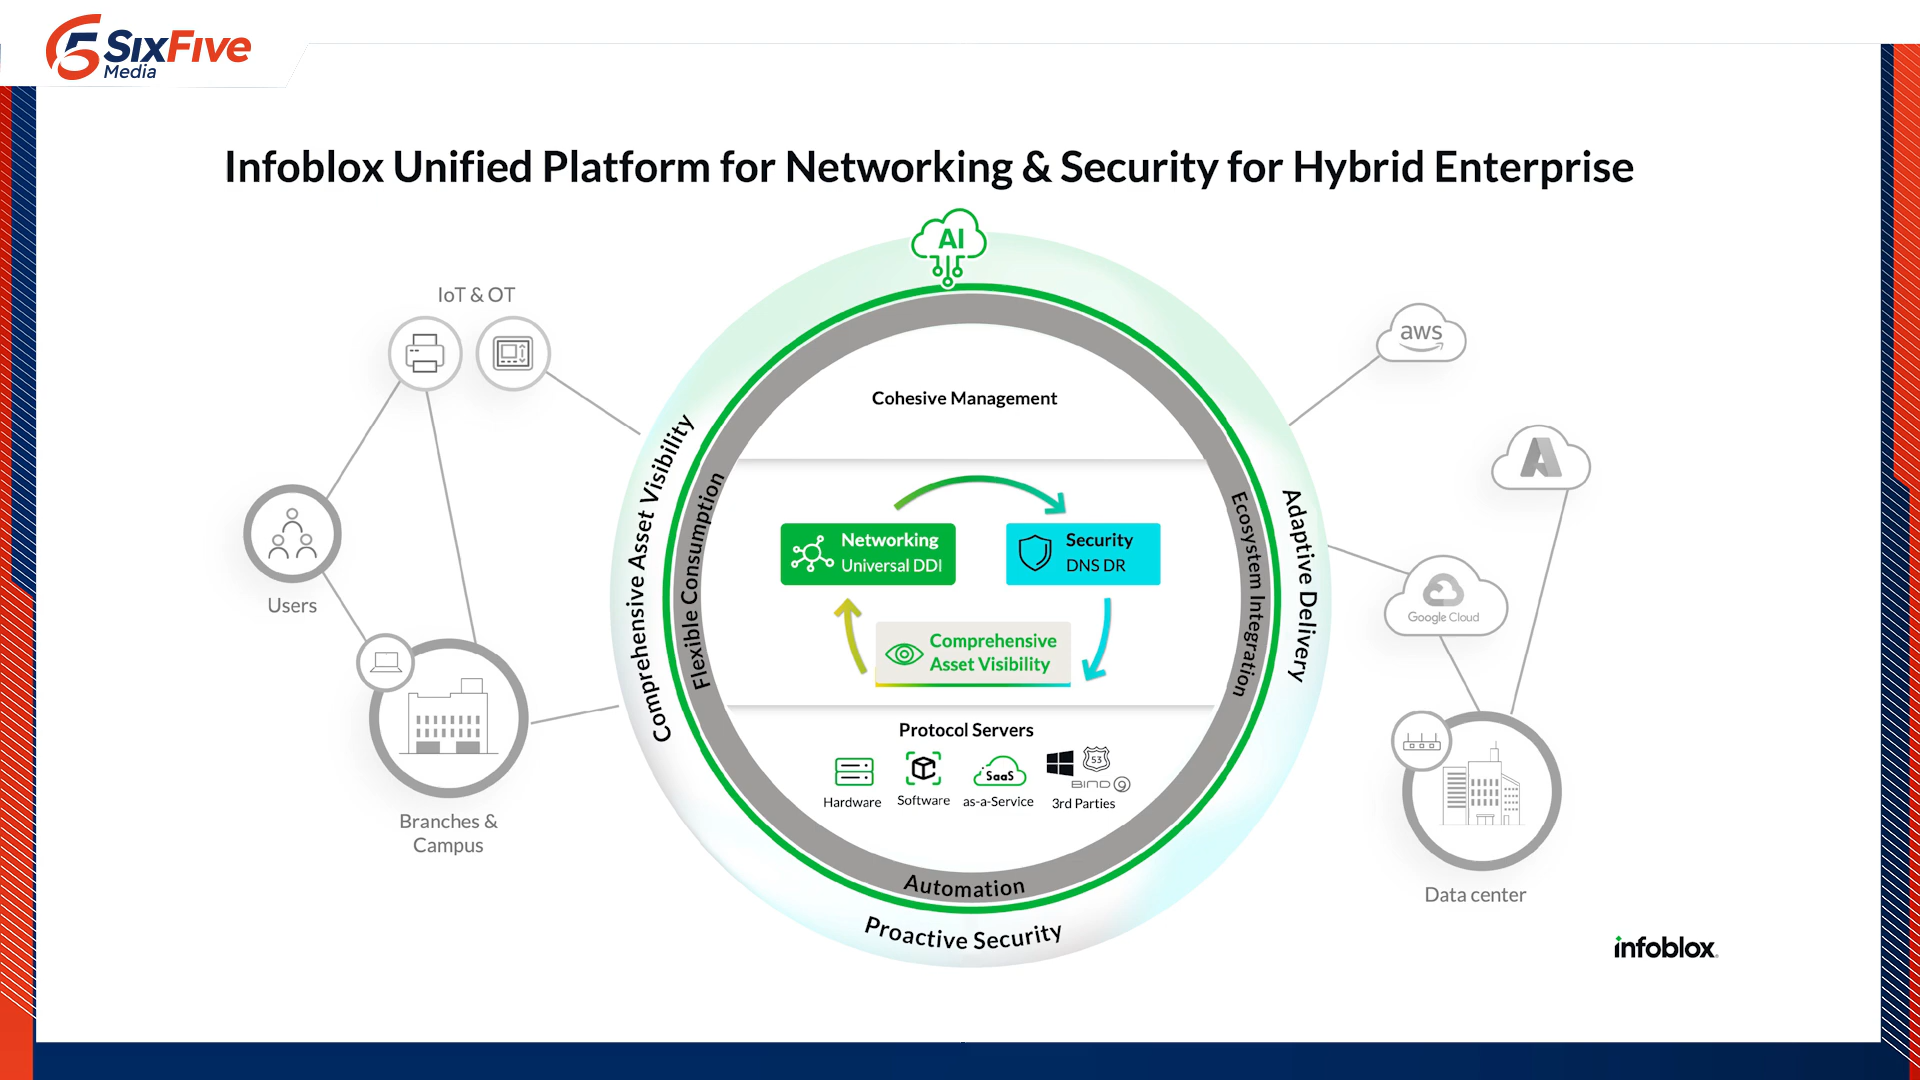 SixFive
Media
Infoblox Unified Platform for Networking & Security for Hybrid Enterprise
AI
IoT & OT
aws
Cohesive Management
Comprehensive Asset Visibility
Flexible Consumption
Ecosystem Integration
Adaptive Delivery
Networking
Universal DDI
Security
DNS DR
Users
Google Cloud
Comprehensive
Asset Visibility
Protocol Servers
SaaS
53
BIND 9
Hardware
Software
as-a-Service
3rd Parties
Branches &
Campus
Automation
Proactive Security
Data center
infoblox